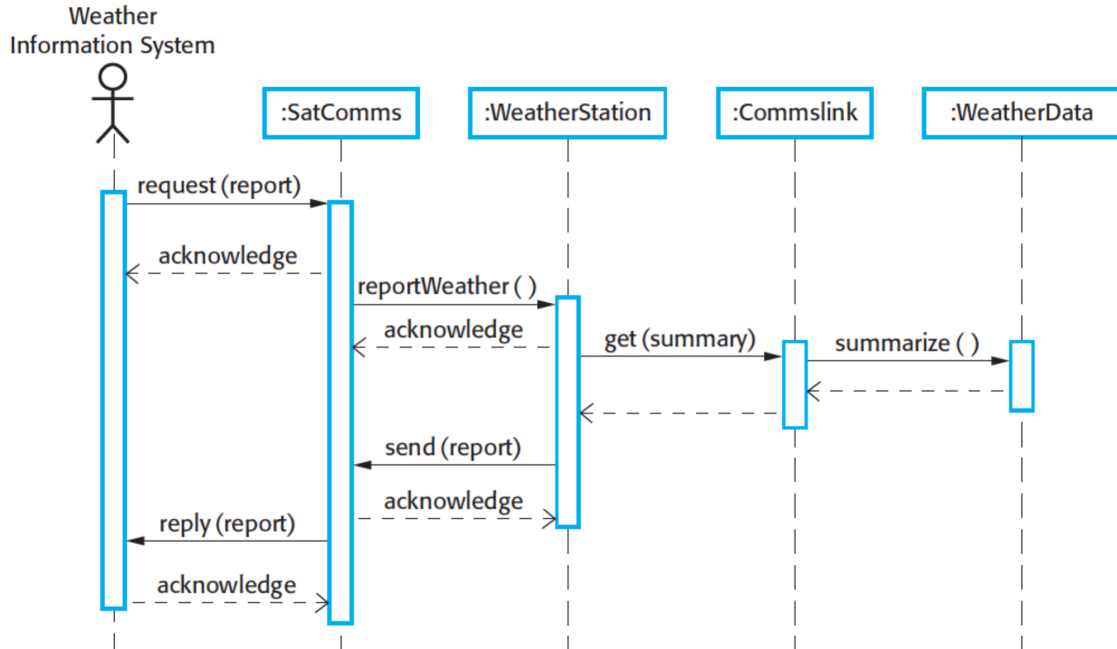 Weather
Information System
:SatComms
:WeatherStation
:Commslink
:WeatherData
request (report)
acknowledge
reportWeather ( )
acknowledge
get (summary)
summarize ( )
send (report)
acknowledge
reply (report)
acknowledge